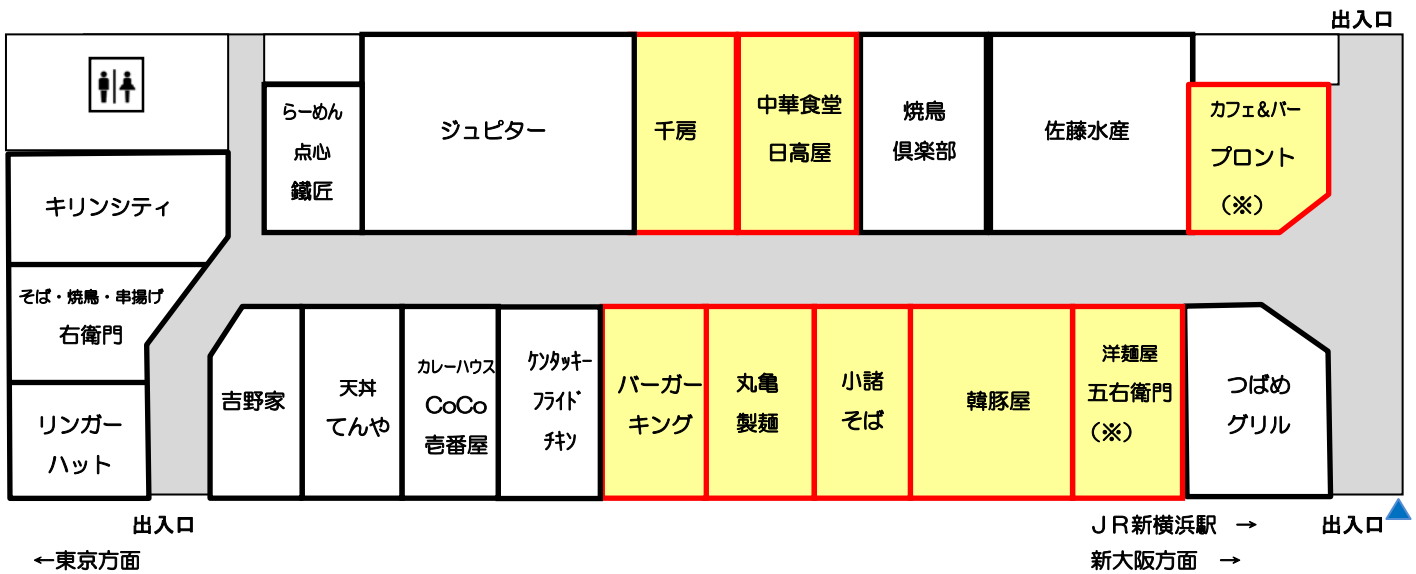 出入口
らーめん
点心
鐵匠
ジュピター
千房
中華食堂
日高屋
焼鳥
倶楽部
佐藤水産
カフェ&バー
プロント
(※)
キリンシティ
そば・焼鳥・串揚げ
右衛門
リンガー
ハット
吉野家
天丼
てんや
カレーハウス
CoCo
壱番屋
ケンタッキー
フライド
チキン
バーガー
キング
丸亀
製麺
小諸
そば
韓豚屋
洋麺屋
五右衛門
(※)
つばめ
グリル
出入口
←東京方面
JR新横浜駅 →
新大阪方面 →
出入口